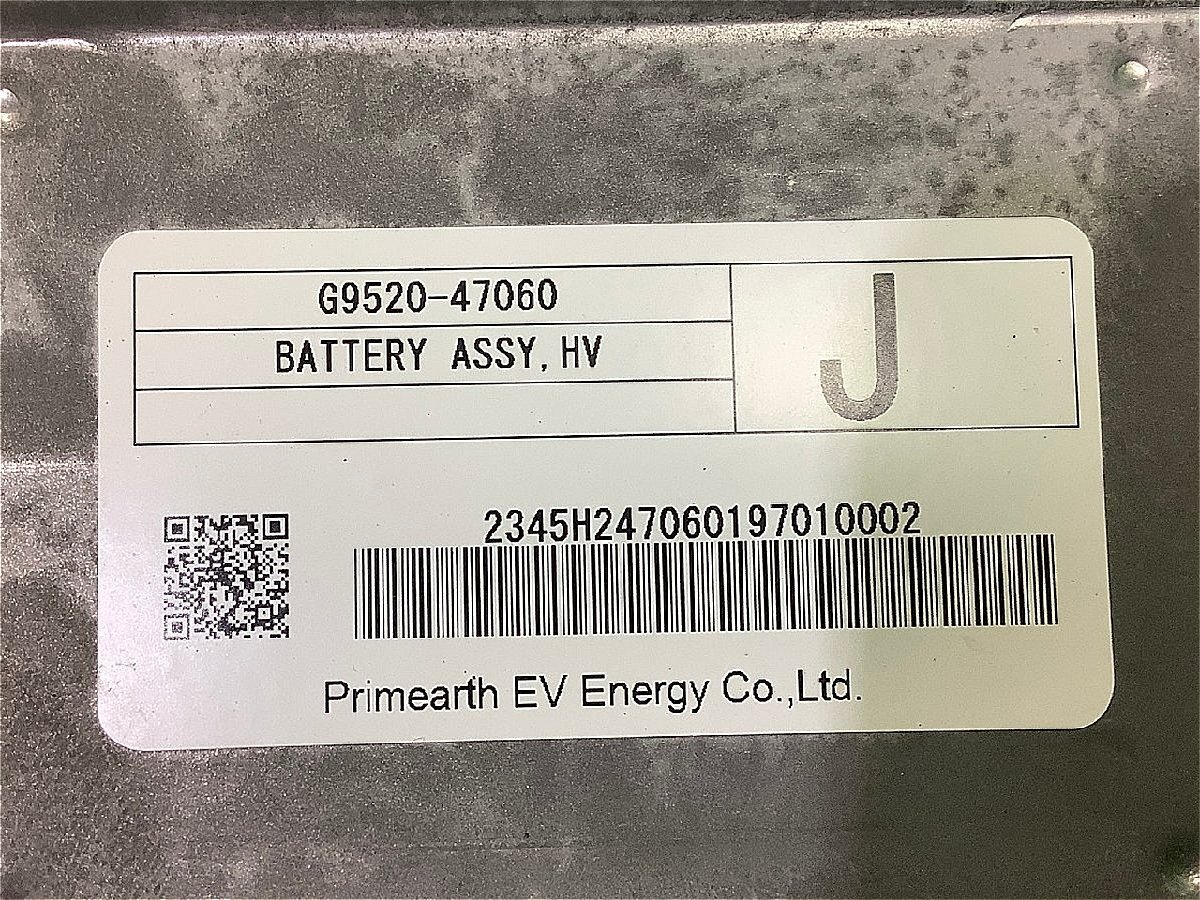 G9520-47060
BATTERY ASSY,HV
J
2345H247060197010002
Primearth EV Energy Co.,Ltd.